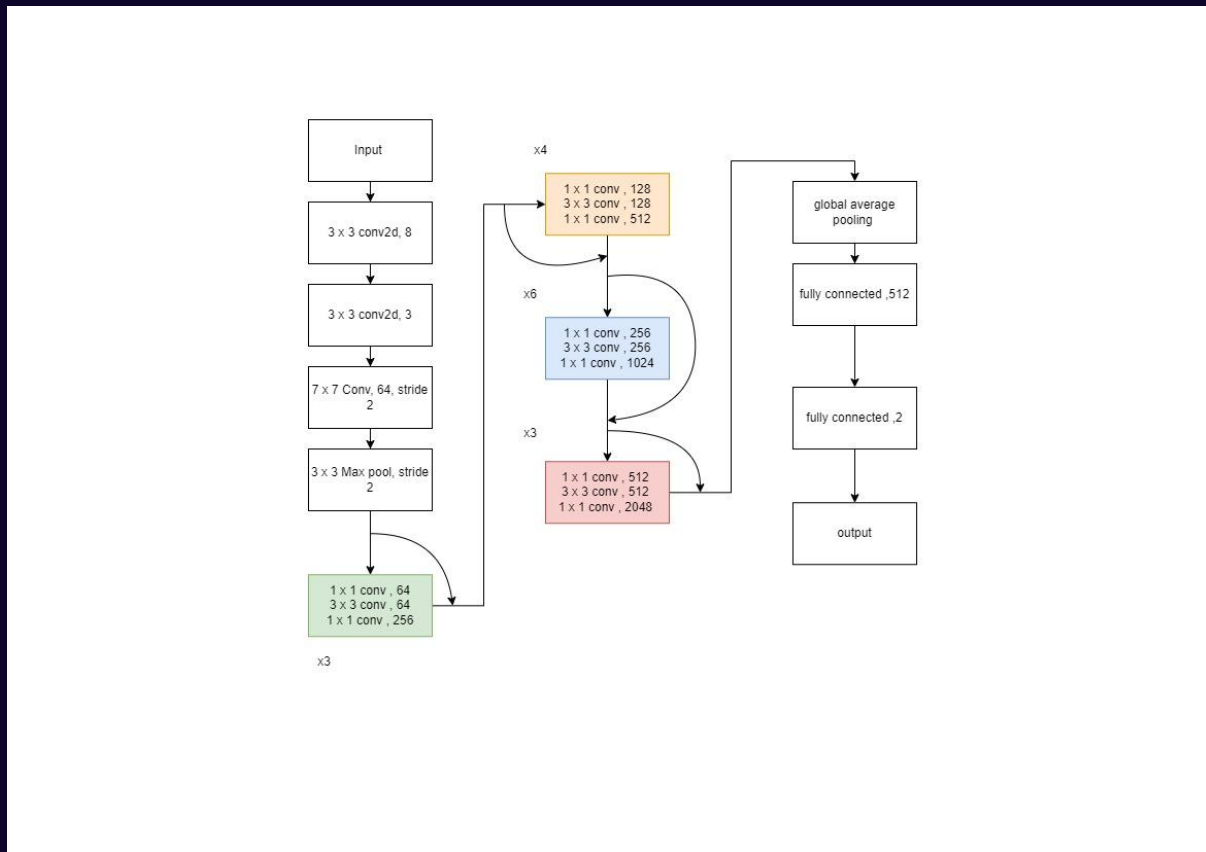 Input
3 x 3 conv2d, 8
3 x 3 conv2d, 3
7 x 7 Conv, 64, stride
2
3 x 3 Max pool, stride
2
1 x 1 conv , 64
3 x 3 conv , 64
1 x 1 conv , 256
x3
x4
1 x 1 conv , 128
3 x 3 conv , 128
1 x 1 conv , 512
x6
1 x 1 conv , 256
3 x 3 conv , 256
1 x 1 conv , 1024
x3
1 x 1 conv , 512
3 x 3 conv , 512
1 x 1 conv , 2048
global average
pooling
fully connected ,512
fully connected ,2
output